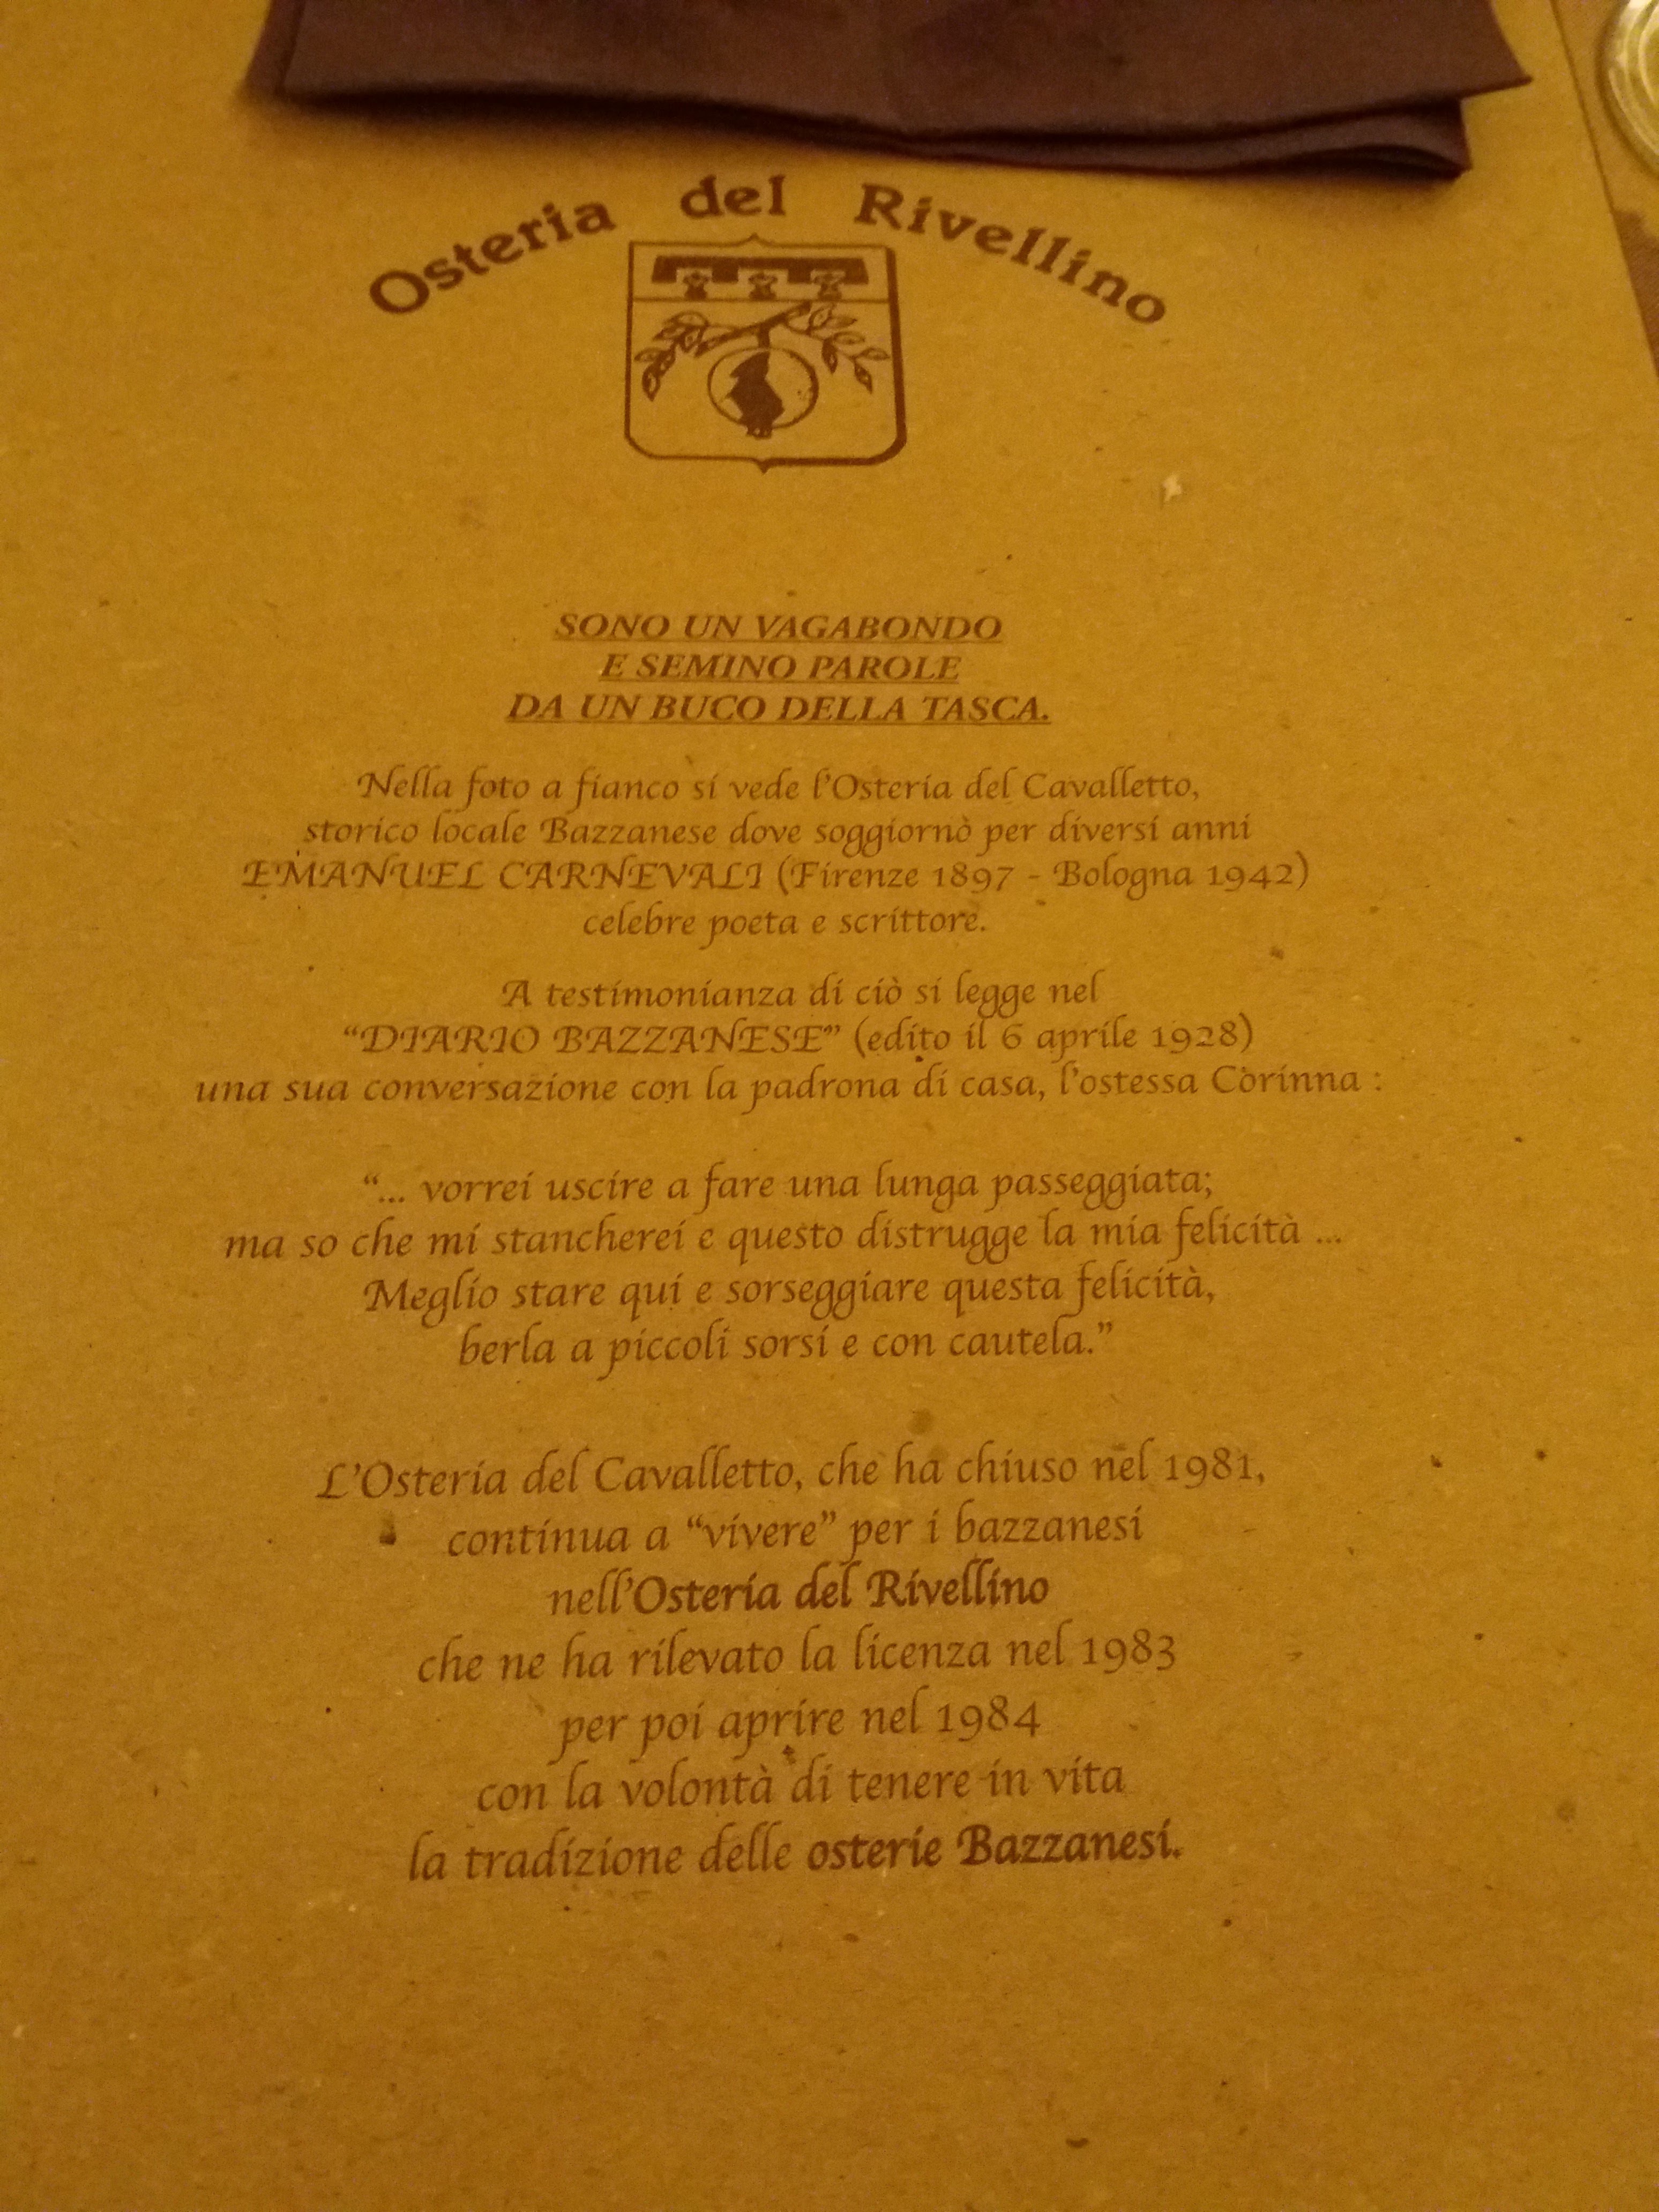 Osteria del Rivellino
SONO UN VAGABONDO
E SEMINO PAROLE
DA UN BUCO DELLA TASCA.
Nella foto a fianco si vede l'Osteria del Cavalletto,
storico locale Bazzanese dove soggiornò per diversi anni
EMANUEL CARNEVALI (Firenze 1897 - Bologna 1942)
celebre poeta e scrittore.
A testimonianza di ciò si legge nel
"DIARIO BAZZANESE" (edito il 6 aprile 1928)
una sua conversazione con la padrona di casa, l'ostessa Corinna :
"... vorrei uscire a fare una lunga passeggiata;
ma so che mi stancherei e questo distrugge la mia felicità ...
Meglio stare qui e sorseggiare questa felicità,
berla a piccoli sorsi e con cautela."
L'Osteria del Cavalletto, che ha chiuso nel 1981,
continua a "vivere" per i bazzanesi
nell'Osteria del Rivellino
che ne ha rilevato la licenza nel 1983
per poi aprire nel 1984
con la volontà di tenere in vita
la tradizione delle osterie Bazzanesi.